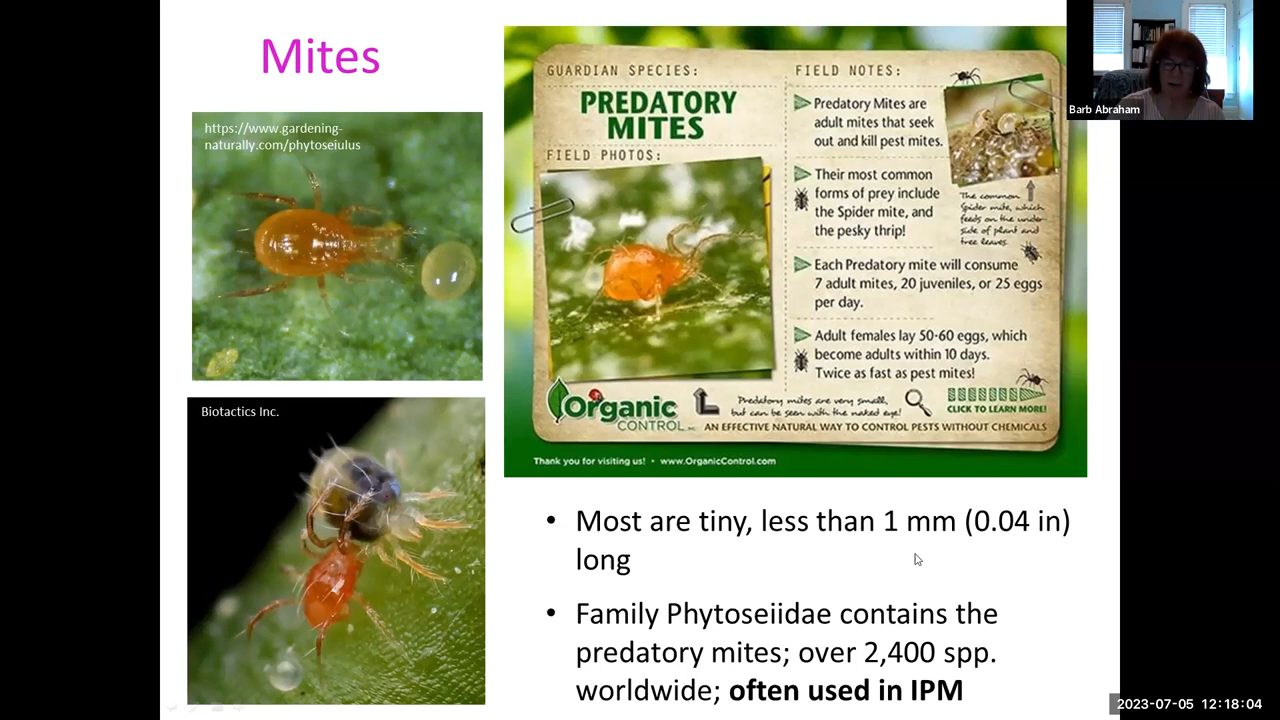 Mites
https://www.gardening-
naturally.com/phytoseiulus
Biotactics Inc.
GUARDIAN SPECIES:
PREDATORY
MITES
FIELD PHOTOS:
FIELD NOTES:
Predatory Mites are
adult mites that seek
out and kill pest mites.
Their most common
forms of prey include
the Spider mite, and
the pesky thrip!
The common
Spider mite, which
feeds on the under
side of plant and
tree leaves.
Each Predatory mite will consume
7 adult mites, 20 juveniles, or 25 eggs
per day.
Adult females lay 50-60 eggs, which
become adults within 10 days.
Twice as fast as pest mites!
Organic
CONTROL INC.
Predatory mites are very small,
but can be seen with the naked eye!
CLICK TO LEARN MORE!
AN EFFECTIVE NATURAL WAY TO CONTROL PESTS WITHOUT CHEMICALS
Thank you for visiting us! • www.OrganicControl.com
• Most are tiny, less than 1 mm (0.04 in)
long
• Family Phytoseiidae contains the
predatory mites; over 2,400 spp.
worldwide; often used in IPM
Barb Abraham
2023-07-05 12:18:04